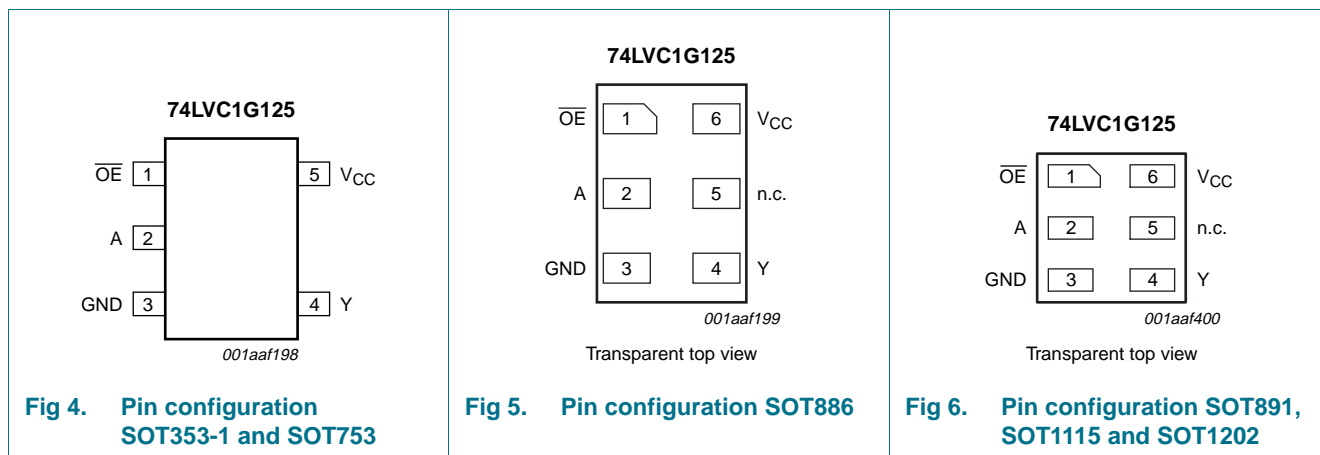 74LVC1G125
OE 1 5 VCC
A 2
GND 3 4 Y
001aaf198
Fig 4. Pin configuration
SOT353-1 and SOT753
74LVC1G125
OE 1 6 VCC
A 2 5 n.c.
GND 3 4 Y
001aaf199
Transparent top view
Fig 5. Pin configuration SOT886
74LVC1G125
OE 1 6 VCC
A 2 5 n.c.
GND 3 4 Y
001aaf400
Transparent top view
Fig 6. Pin configuration SOT891,
SOT1115 and SOT1202